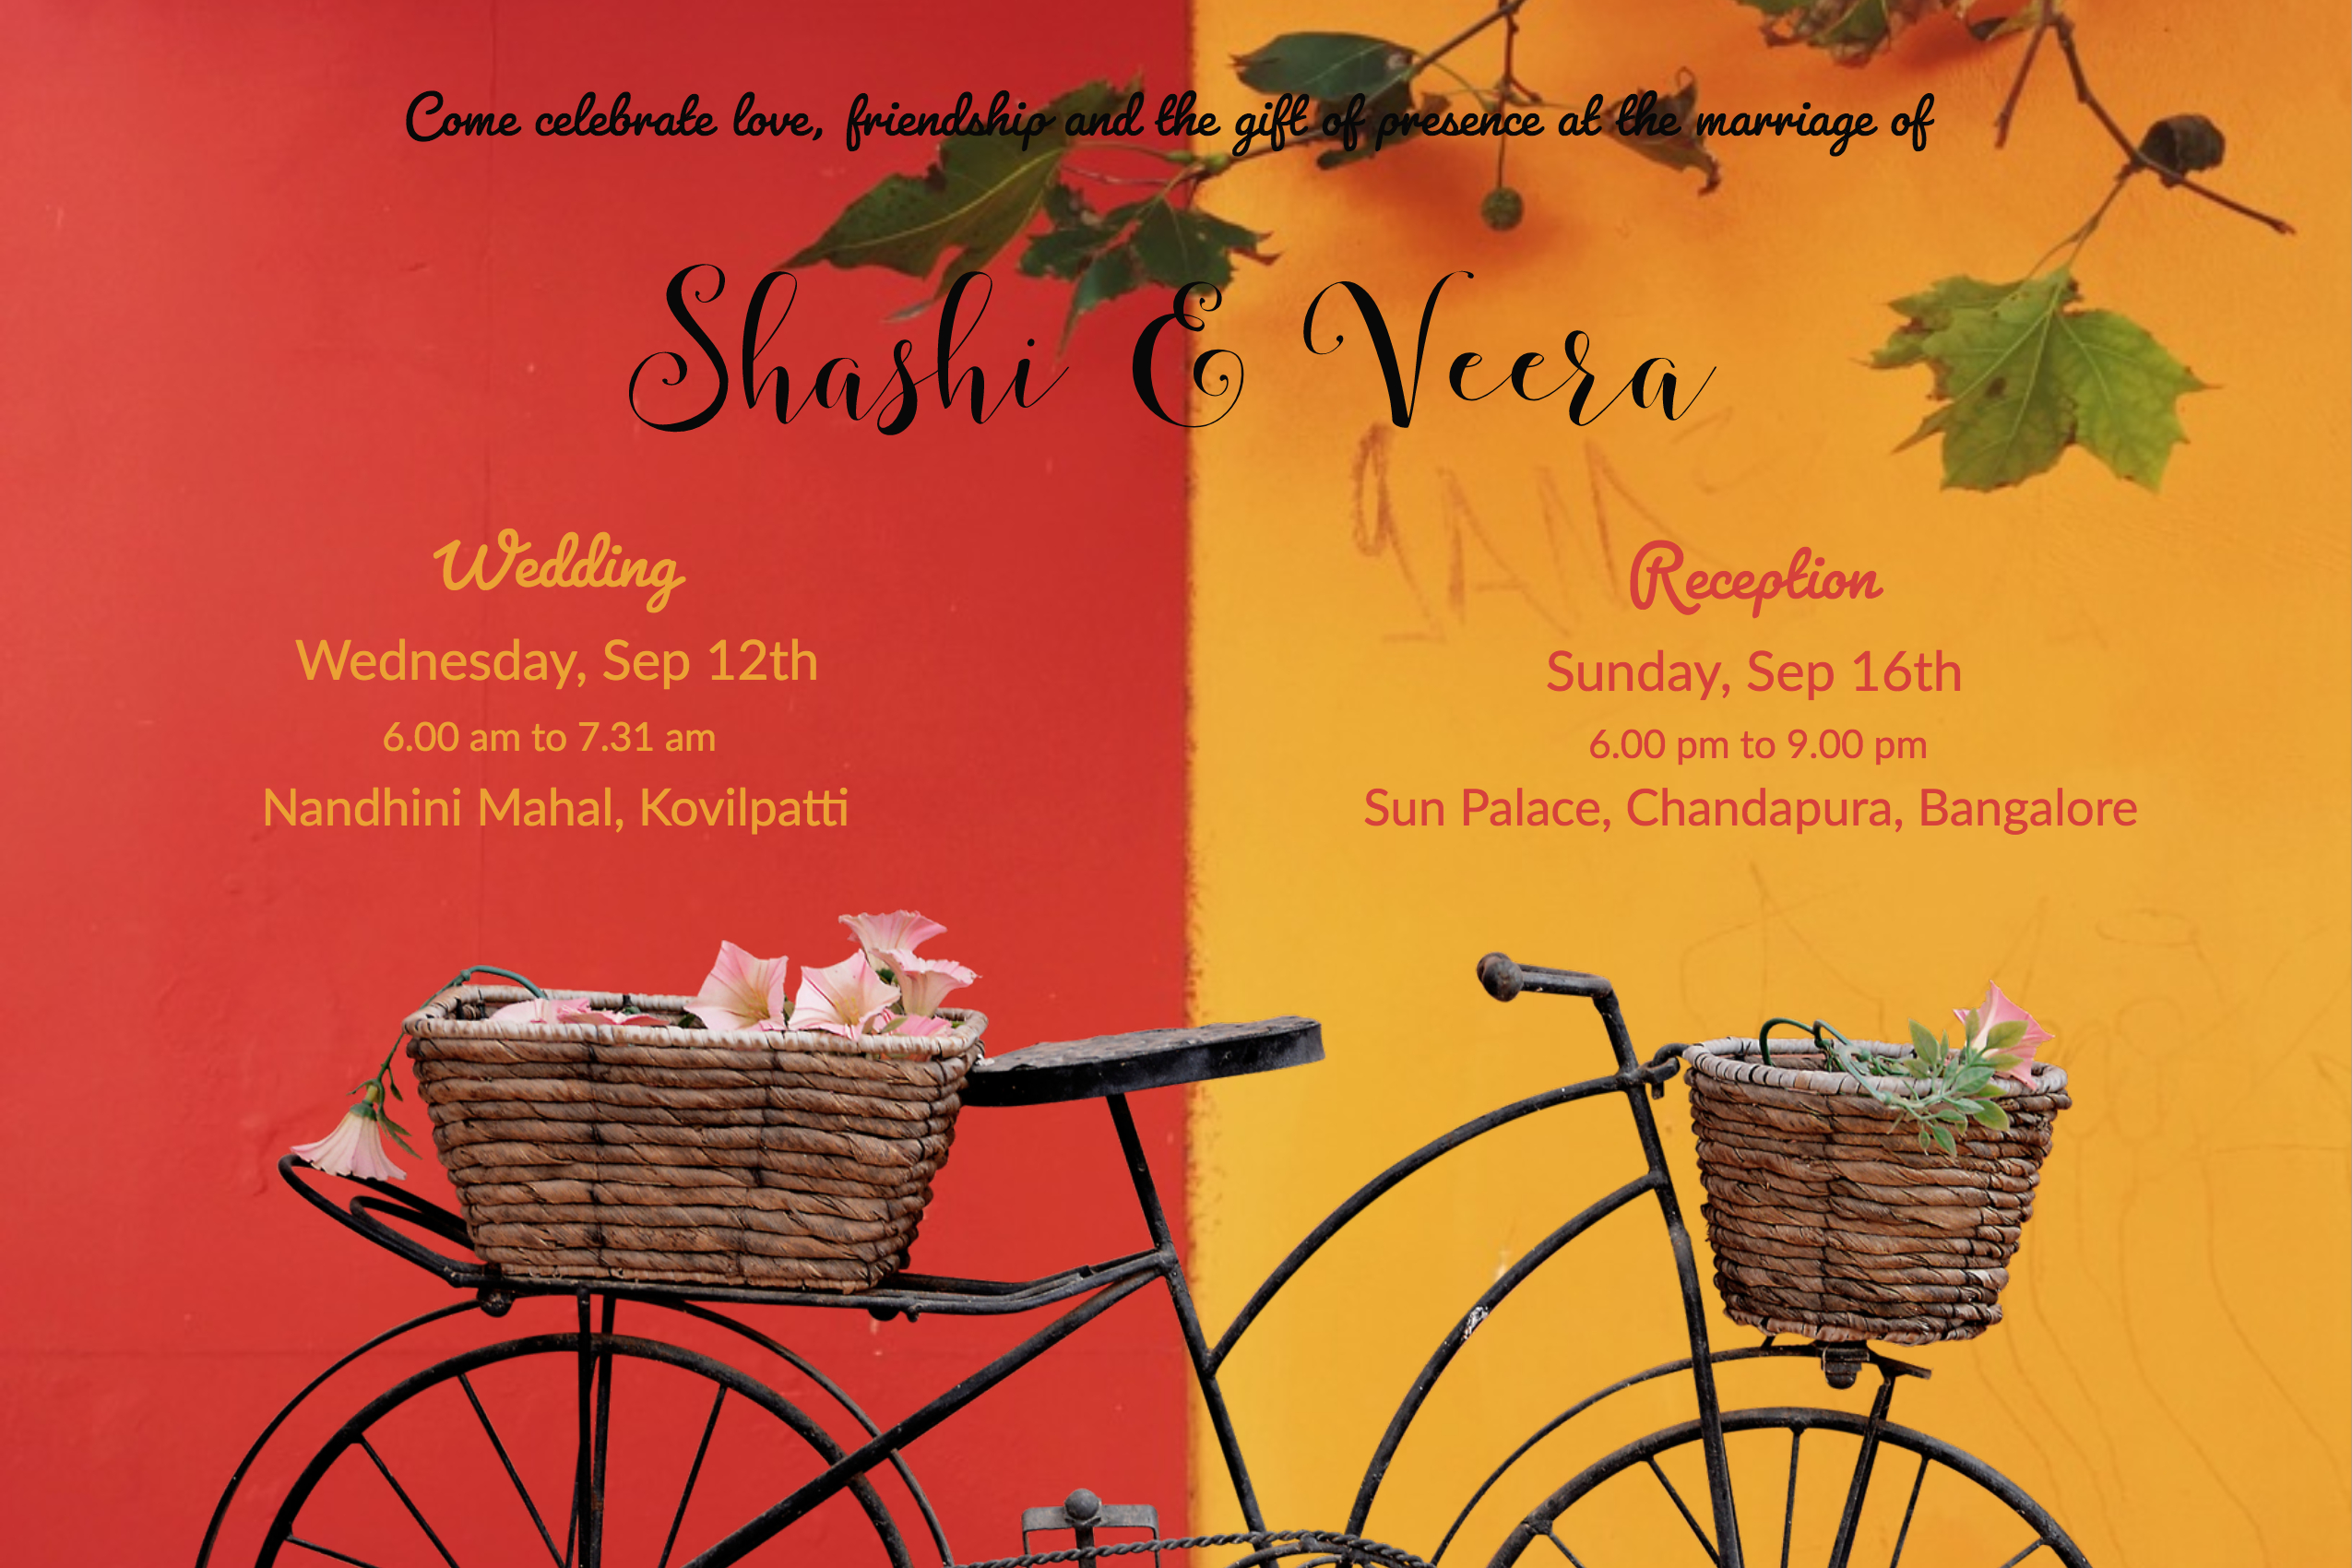 Come celebrate love, friendship and the gift of presence at the marriage of
Shashi & Veera
Wedding
Wednesday, Sep 12th
6.00 am to 7.31 am
Nandhini Mahal, Kovilpatti
Reception
Sunday, Sep 16th
6.00 pm to 9.00 pm
Sun Palace, Chandapura, Bangalore